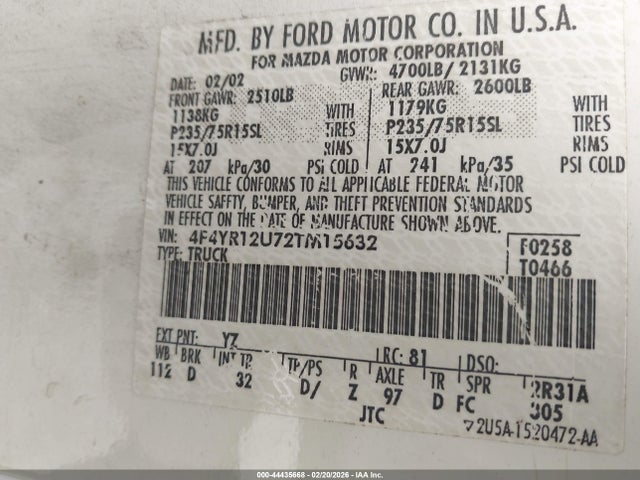 MFD. BY FORD MOTOR CO. IN U.S.A.
FOR MAZDA MOTOR CORPORATION
DATE: 02/02 GVWR: 4700LB/ 2131KG
FRONT GAWR: 2510LB REAR GAWR: 2600LB
1138KG WITH 1179KG WITH
P235/75R15SL TIRES P235/75R15SL TIRES
15X7.0J RIMS 15X7.0J RIMS
AT 207 kPa/30 PSI COLD AT 241 kPa/35 PSI COLD
THIS VEHICLE CONFORMS TO ALL APPLICABLE FEDERAL MOTOR
VEHICLE SAFETY, BUMPER, AND THEFT PREVENTION STANDARDS
IN EFFECT ON THE DATE OF MANUFACTURE SHOWN ABOVE.
VIN: 4F4YR12U72TM15632 F0258
TYPE: TRUCK T0466
EXT PNT: YZ RC: 81 DSO:
WB BRK INT TR TP/PS R AXLE TR SPR 2R31A
112 D 32 D/ Z 97 D FC 305
JTC 72U5A-1520472-AA
000-44435668 - 02/20/2026 - IAA Inc.